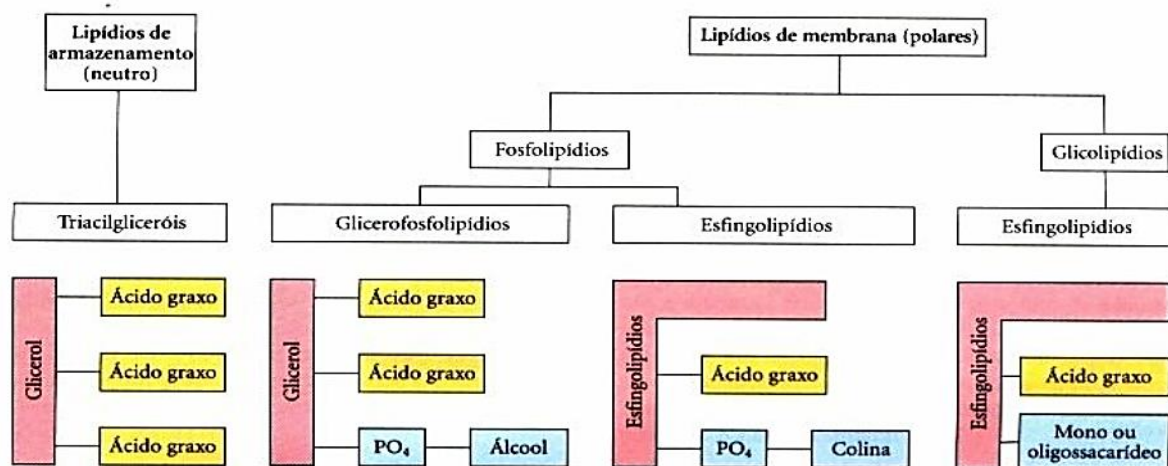 Lipídios de
armazenamento
(neutro)
Lipídios de membrana (polares)
Fosfolipídios
Glicolipídios
Triacilgliceróis
Glicerofosfolipídios
Esfingolipídios
Esfingolipídios
Glicerol
Ácido graxo
Ácido graxo
Ácido graxo
Glicerol
Ácido graxo
Ácido graxo
PO₄
Álcool
Esfingolipídios
Ácido graxo
PO₄
Colina
Esfingolipídios
Ácido graxo
Mono ou
oligossacarídeo